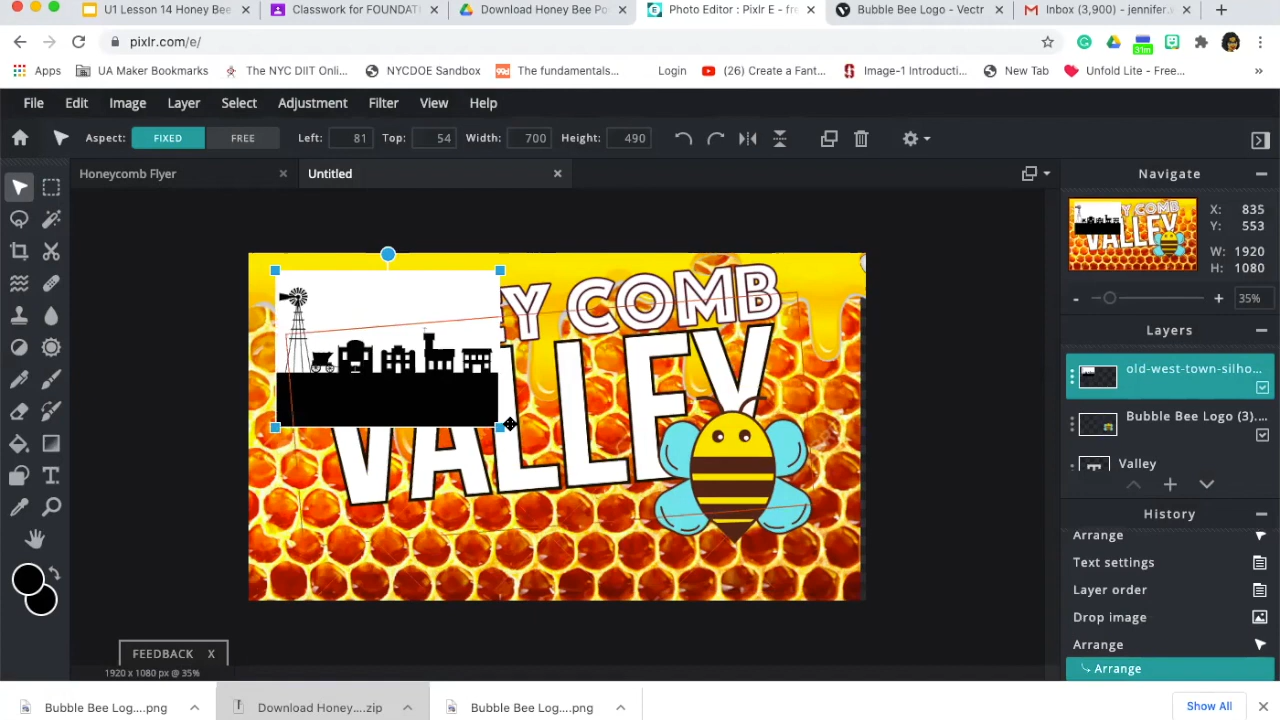 U1 Lesson 14 Honey Bee
Classwork for FOUNDAT
Download Honey Bee Po
Photo Editor : Pixlr E - fre
Bubble Bee Logo - Vectr
Inbox (3,900) - jennifer.
pixlr.com/e/
31m
Apps
UA Maker Bookmarks
The NYC DIIT Onli...
NYCDOE Sandbox
The fundamentals...
Login
(26) Create a Fant...
Image-1 Introducti...
New Tab
Unfold Lite - Free...
»
File Edit Image Layer Select Adjustment Filter View Help
Aspect: FIXED FREE Left: 81 Top: 54 Width: 700 Height: 490
Honeycomb Flyer
Untitled
Navigate
X: 835
Y: 553
W: 1920
H: 1080
- + 35%
Y COMB
VALLEY
Layers
old-west-town-silho...
Bubble Bee Logo (3)....
Valley
History
Arrange
Text settings
Layer order
Drop image
Arrange
Arrange
FEEDBACK X
1920 x 1080 px @ 35%
Bubble Bee Log....png
Download Honey....zip
Bubble Bee Log....png
Show All